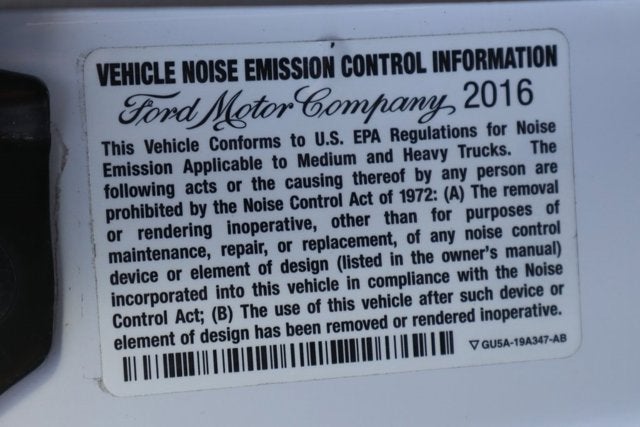 VEHICLE NOISE EMISSION CONTROL INFORMATION
Ford Motor Company 2016
This Vehicle Conforms to U.S. EPA Regulations for Noise
Emission Applicable to Medium and Heavy Trucks. The
following acts or the causing thereof by any person are
prohibited by the Noise Control Act of 1972: (A) The removal
or rendering inoperative, other than for purposes of
maintenance, repair, or replacement, of any noise control
device or element of design (listed in the owner's manual)
incorporated into this vehicle in compliance with the Noise
Control Act; (B) The use of this vehicle after such device or
element of design has been removed or rendered inoperative.
▽ GU5A-19A347-AB